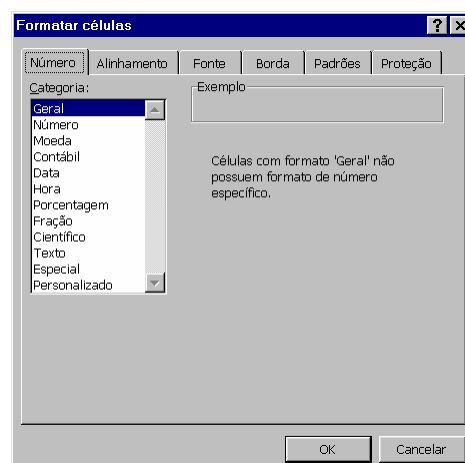 Formatar células
Número Alinhamento Fonte Borda Padrões Proteção
Categoria:
Exemplo
Geral
Número
Moeda
Contábil
Data
Hora
Porcentagem
Fração
Científico
Texto
Especial
Personalizado
Células com formato 'Geral' não
possuem formato de número
específico.
OK Cancelar